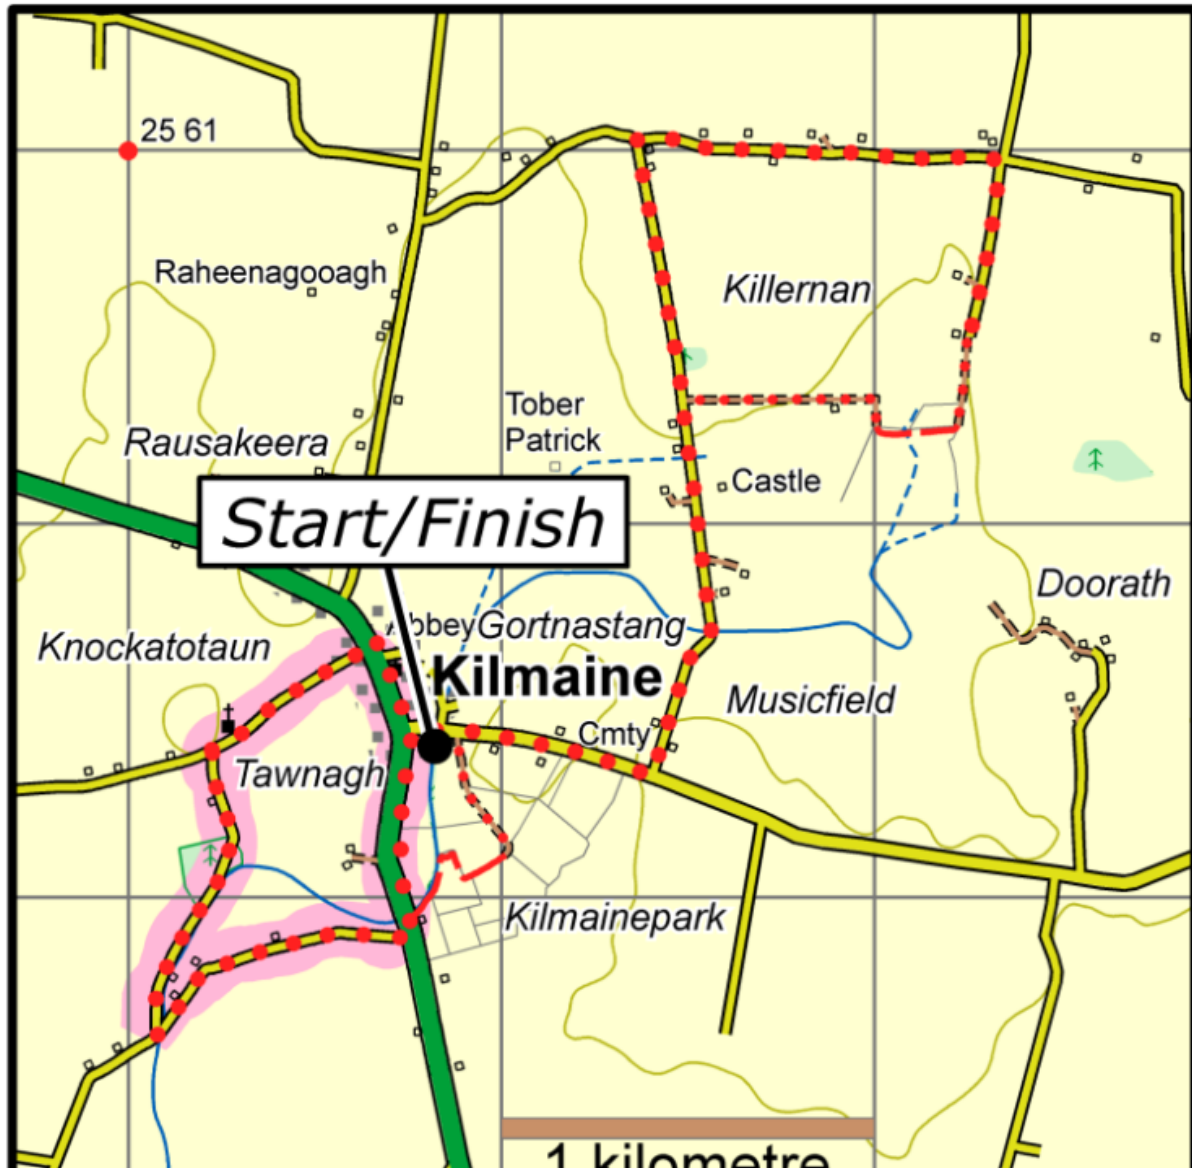 25 61
Raheenagooagh
Killernan
Tober
Patrick
Rausakeera
Castle
Start/Finish
Doorath
Knockatotaun
bbey
Gortnastang
Kilmaine
Musicfield
Cmty
Tawnagh
Kilmainepark
1 kilometre